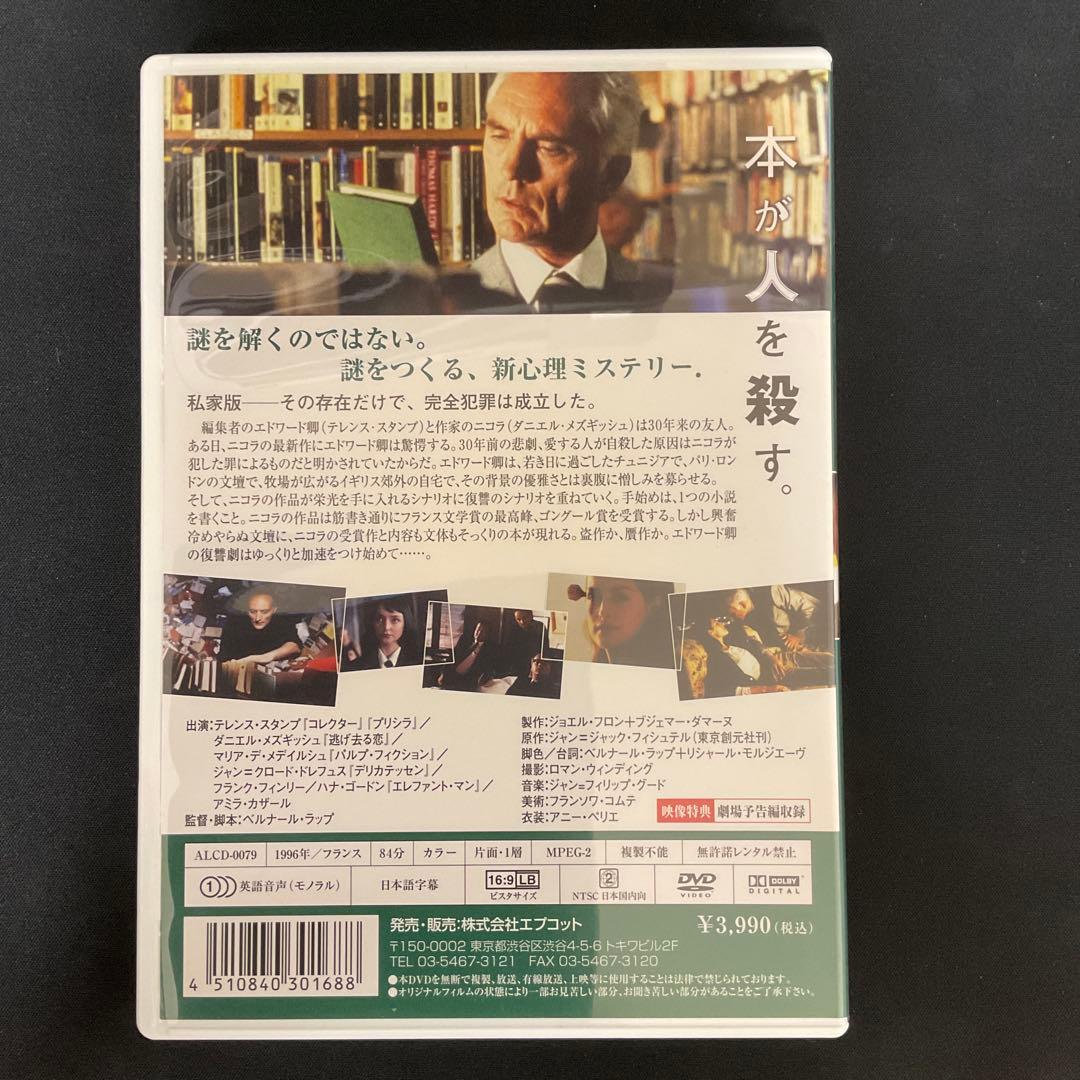 本が人を殺す。
謎を解くのではない。
謎をつくる、新心理ミステリー.
私家版――その存在だけで、完全犯罪は成立した。
編集者のエドワード卿(テレンス・スタンプ)と作家のニコラ(ダニエル・メズギッシュ)は30年来の友人。
ある日、ニコラの最新作にエドワード卿は驚愕する。30年前の悲劇、愛する人が自殺した原因はニコラが
犯した罪によるものだと明かされていたからだ。エドワード卿は、若き日に過ごしたチュニジアで、パリ・ロン
ドンの文壇で、牧場が広がるイギリス郊外の自宅で、その背景の優雅さとは裏腹に憎しみを募らせる。
そして、ニコラの作品が栄光を手に入れるシナリオに復讐のシナリオを重ねていく。手始めは、1つの小説
を書くこと。ニコラの作品は筋書き通りにフランス文学賞の最高峰、ゴングール賞を受賞する。しかし興奮
冷めやらぬ文壇に、ニコラの受賞作と内容も文体もそっくりの本が現れる。盗作か、贋作か。エドワード卿
の復讐劇はゆっくりと加速をつけ始めて……。
出演:テレンス・スタンプ『コレクター』『プリシラ』/
ダニエル・メズギッシュ『逃げ去る恋』/
マリア・デ・メデイルシュ『パルプ・フィクション』/
ジャン=クロード・ドレフュス『デリカテッセン』/
フランク・フィンリー/ハナ・ゴードン『エレファント・マン』/
アミラ・カザール
監督・脚本:ベルナール・ラップ
製作:ジョエル・フロン+ブジェマー・ダマーヌ
原作:ジャン=ジャック・フィシュテル(東京創元社刊)
脚色/台詞:ベルナール・ラップ+リシャール・モルジエーヴ
撮影:ロマン・ウィンディング
音楽:ジャン=フィリップ・グード
美術:フランソワ・コムテ
衣装:アニー・ペリエ
映像特典 劇場予告編収録
ALCD-0079 1996年/フランス 84分 カラー 片面・1層 MPEG-2 複製不能 無許諾レンタル禁止
1 英語音声(モノラル) 日本語字幕 16:9 LB ビスタサイズ 2 NTSC 日本国内向 DVD VIDEO DOLBY DIGITAL
発売・販売:株式会社エプコット
¥3,990(税込)
〒150-0002 東京都渋谷区渋谷4-5-6 トキワビル2F
TEL 03-5467-3121 FAX 03-5467-3120
●本DVDを無断で複製、放送、有線放送、上映等に使用することは法律で禁じられております。
●オリジナルフィルムの状態により一部お見苦しい部分、お聞き苦しい部分があることをご了承下さい。
4 510840 301688
THOMAS HARDY